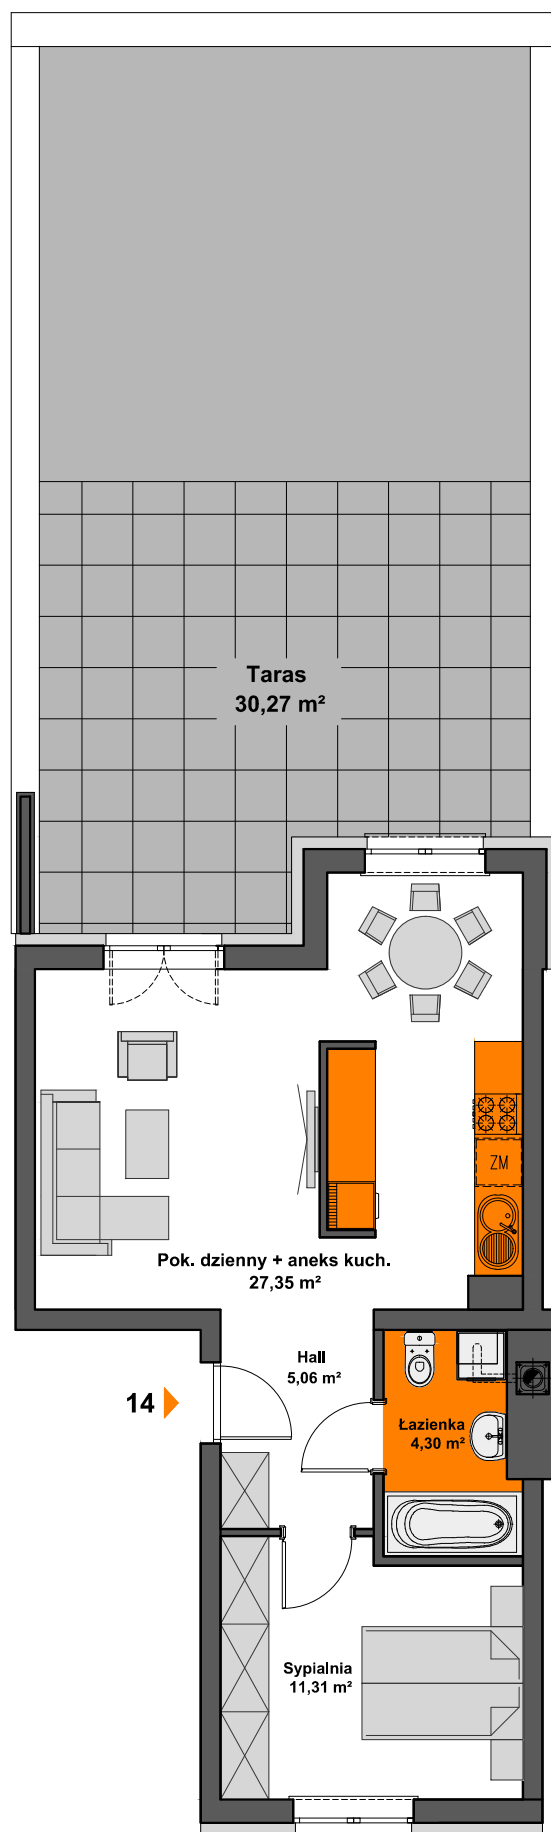 Taras
30,27 m²
ZM
Pok. dzienny + aneks kuch.
27,35 m²
Hall
5,06 m²
14
Łazienka
4,30 m²
Sypialnia
11,31 m²